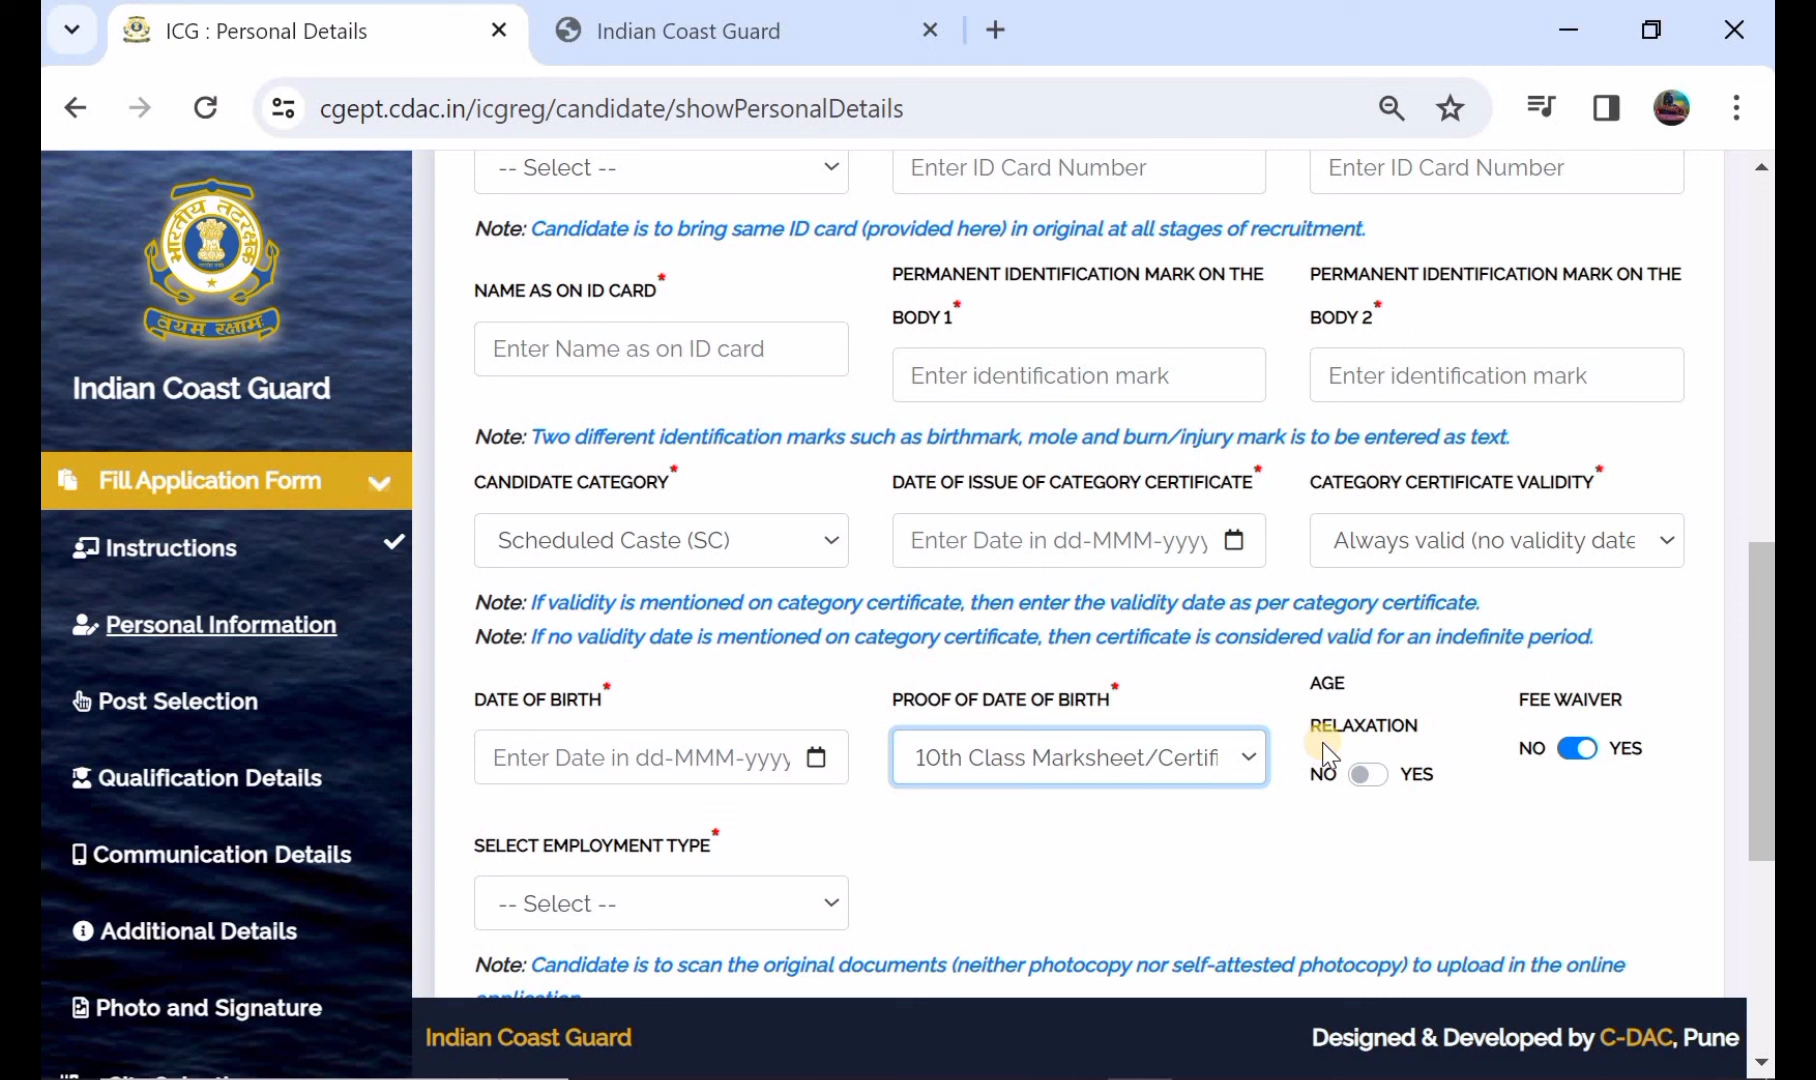 ICG : Personal Details
Indian Coast Guard
cgept.cdac.in/icgreg/candidate/showPersonalDetails
भारतीय तटरक्षक
वयम् रक्षामः
Indian Coast Guard
Fill Application Form
Instructions
Personal Information
Post Selection
Qualification Details
Communication Details
Additional Details
Photo and Signature
-- Select --
Enter ID Card Number
Enter ID Card Number
Note: Candidate is to bring same ID card (provided here) in original at all stages of recruitment.
NAME AS ON ID CARD*
PERMANENT IDENTIFICATION MARK ON THE
BODY 1*
PERMANENT IDENTIFICATION MARK ON THE
BODY 2*
Enter Name as on ID card
Enter identification mark
Enter identification mark
Note: Two different identification marks such as birthmark, mole and burn/injury mark is to be entered as text.
CANDIDATE CATEGORY*
DATE OF ISSUE OF CATEGORY CERTIFICATE*
CATEGORY CERTIFICATE VALIDITY*
Scheduled Caste (SC)
Enter Date in dd-MMM-yyyy
Always valid (no validity date
Note: If validity is mentioned on category certificate, then enter the validity date as per category certificate.
Note: If no validity date is mentioned on category certificate, then certificate is considered valid for an indefinite period.
DATE OF BIRTH*
PROOF OF DATE OF BIRTH*
AGE
RELAXATION
NO YES
FEE WAIVER
NO YES
Enter Date in dd-MMM-yyyy
10th Class Marksheet/Certifi
SELECT EMPLOYMENT TYPE*
-- Select --
Note: Candidate is to scan the original documents (neither photocopy nor self-attested photocopy) to upload in the online
application
Indian Coast Guard
Designed & Developed by C-DAC, Pune